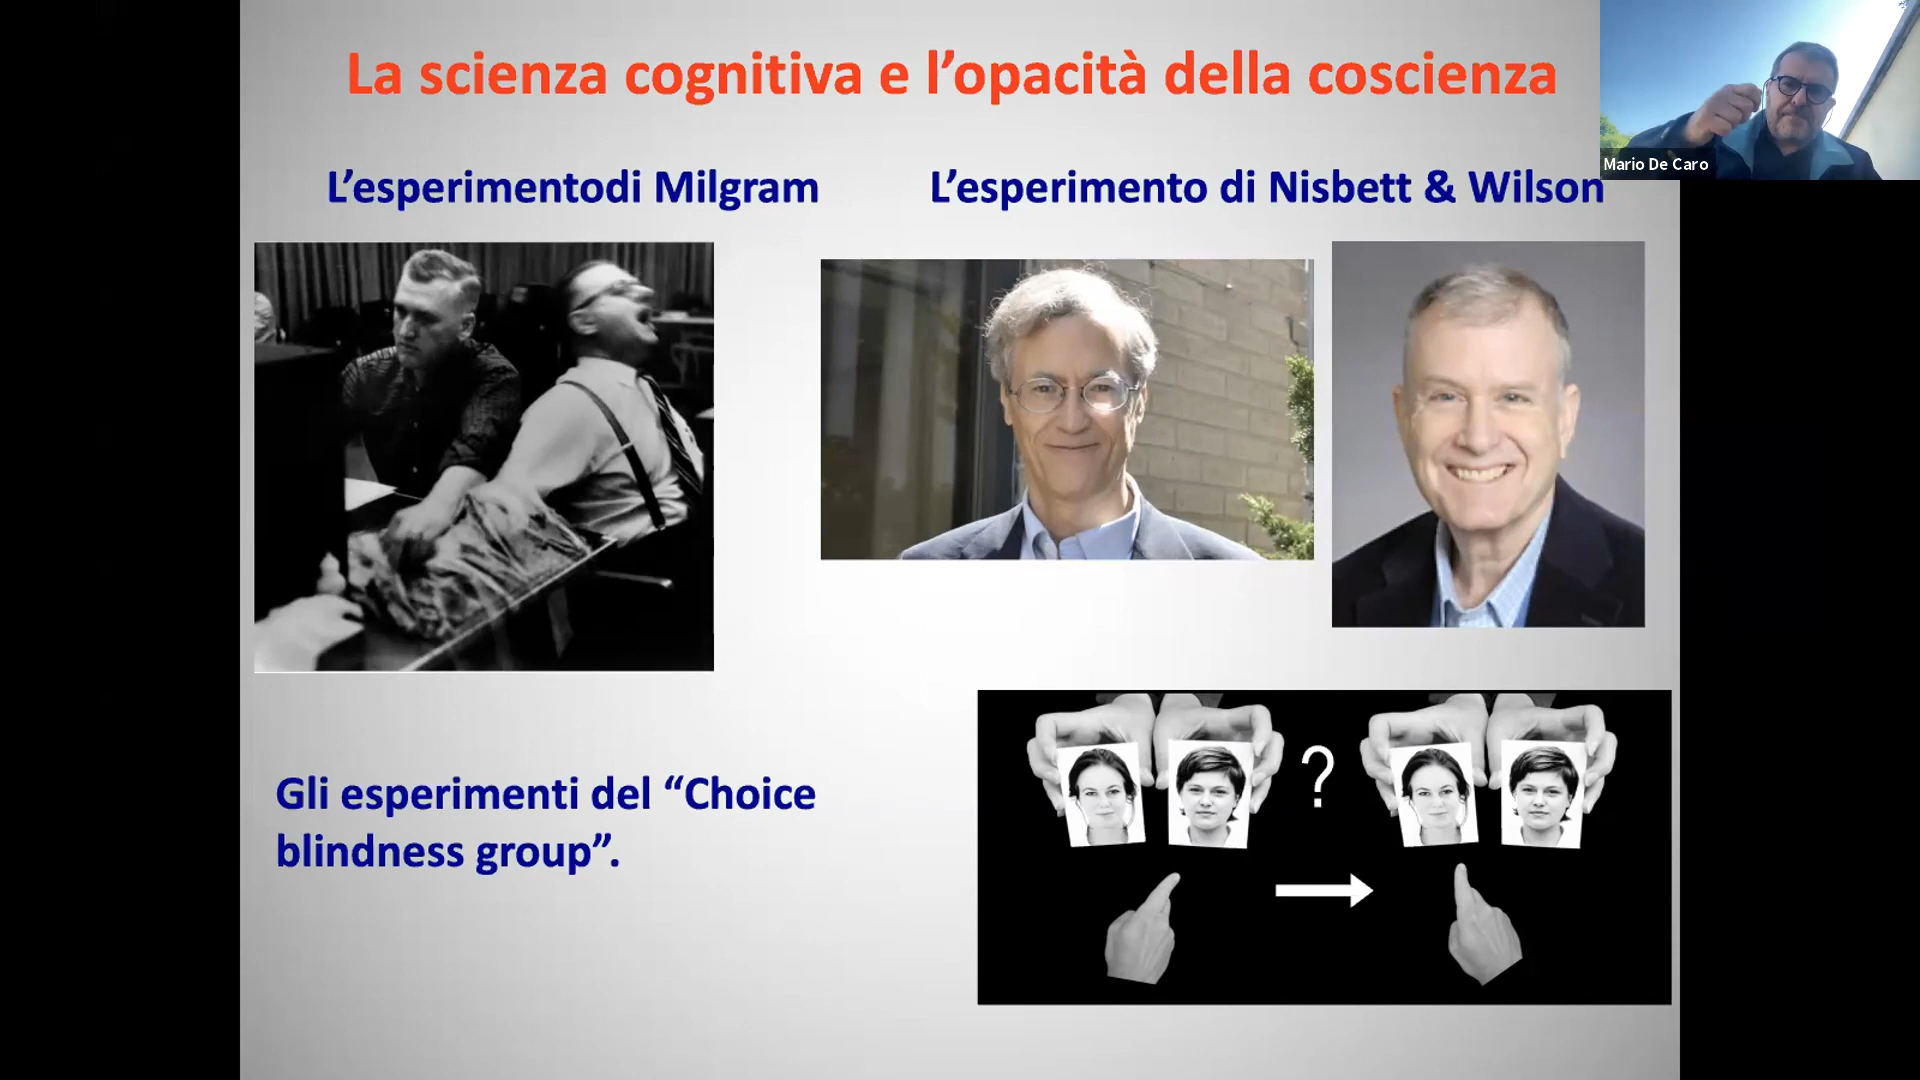 La scienza cognitiva e l'opacità della coscienza
Mario De Caro
L'esperimentodi Milgram
L'esperimento di Nisbett & Wilson
?
Gli esperimenti del “Choice
blindness group”.